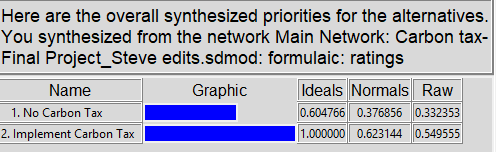 Here are the overall synthesized priorities for the alternatives.
You synthesized from the network Main Network: Carbon tax-
Final Project_Steve edits.sdmod: formulaic: ratings
Name Graphic Ideals Normals Raw
1. No Carbon Tax 0.604766 0.376856 0.332353
2. Implement Carbon Tax 1.000000 0.623144 0.549555